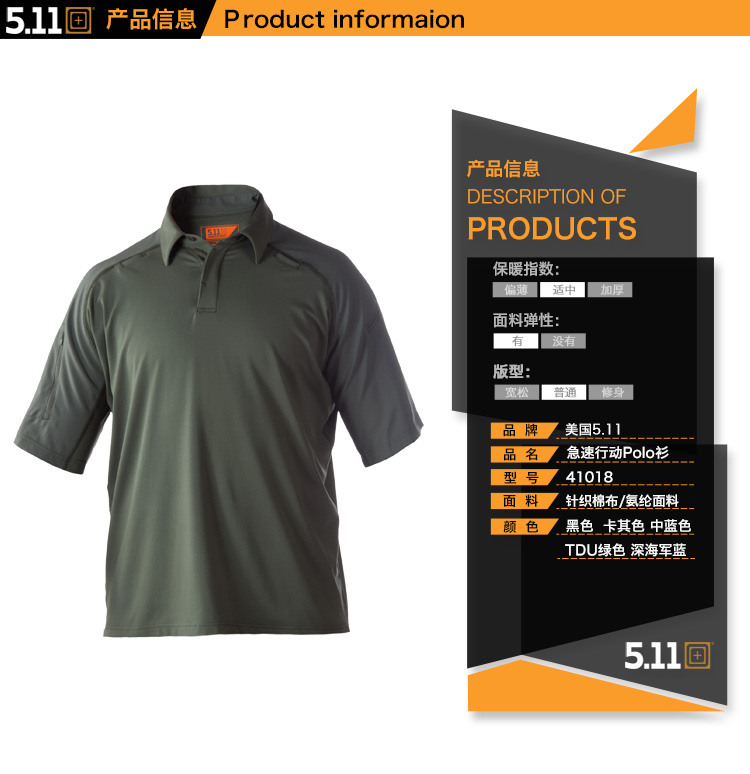 5.11 产品信息 Product informaion
5.11
产品信息
DESCRIPTION OF
PRODUCTS
保暖指数:
偏薄 适中 加厚
面料弹性:
有 没有
版型:
宽松 普通 修身
品 牌 美国5.11
品 名 急速行动Polo衫
型 号 41018
面 料 针织棉布/氨纶面料
颜 色 黑色 卡其色 中蓝色
TDU绿色 深海军蓝
5.11